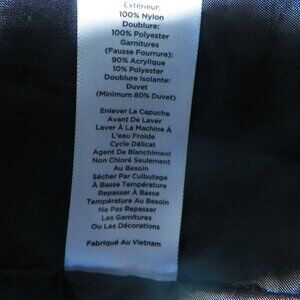 Extérieur:
100% Nylon
Doublure:
100% Polyester
Garnitures
(Fausse Fourrure):
90% Acrylique
10% Polyester
Doublure Isolante:
Duvet
(Minimum 80% Duvet)
Enlever La Capuche
Avant De Laver
Laver À La Machine À
L'eau Froide
Cycle Délicat
Agent De Blanchiment
Non Chloré Seulement
Au Besoin
Sécher Par Culbutage
À Basse Température
Repasser À Basse
Température Au Besoin
Ne Pas Repasser
Les Garnitures
Ou Les Décorations
Fabriqué Au Vietnam